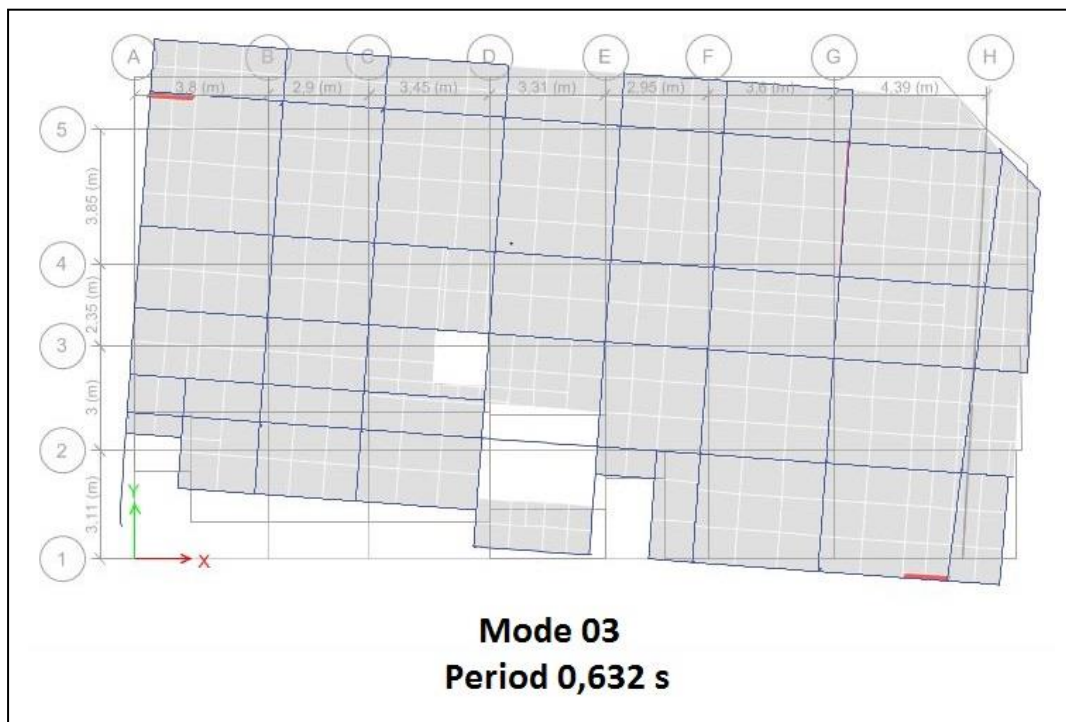 A B C D E F G H
3.8 (m) 2.9 (m) 3.45 (m) 3.31 (m) 2.95 (m) 3.6 (m) 4.39 (m)
5
3.85 (m)
4
2.35 (m)
3
3 (m)
2
3.11 (m)
Y
1
X
Mode 03
Period 0,632 s